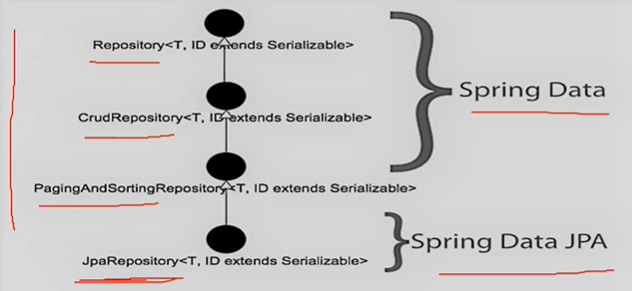 Repository<T, ID extends Serializable>
CrudRepository<T, ID extends Serializable>
Spring Data
PagingAndSortingRepository<T, ID extends Serializable>
JpaRepository<T, ID extends Serializable>
Spring Data JPA